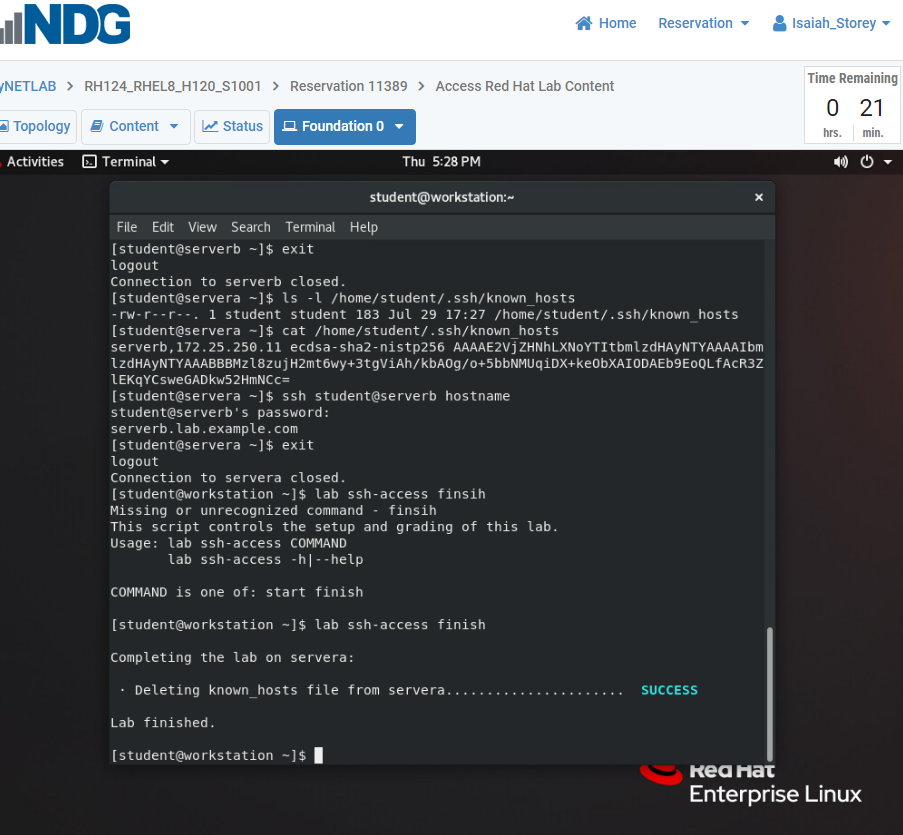 NDG
Home
Reservation
Isaiah_Storey
yNETLAB > RH124_RHEL8_H120_S1001 > Reservation 11389 > Access Red Hat Lab Content
Time Remaining
0 21
hrs. min.
Topology
Content
Status
Foundation 0
Activities
Terminal
Thu 5:28 PM
student@workstation:~
×
File Edit View Search Terminal Help
[student@serverb ~]$ exit
logout
Connection to serverb closed.
[student@servera ~]$ ls -l /home/student/.ssh/known_hosts
-rw-r--r--. 1 student student 183 Jul 29 17:27 /home/student/.ssh/known_hosts
[student@servera ~]$ cat /home/student/.ssh/known_hosts
serverb,172.25.250.11 ecdsa-sha2-nistp256 AAAAE2VjZHNhLXNoYTItbmlzdHAyNTYAAAAIbm
lzdHAyNTYAAABBBMzl8zujH2mt6wy+3tgViAh/kbAOg/o+5bbNMUqiDX+keObXAIODAEb9EoQLfAcR3Z
lEKqYCsweGADkw52HmNCc=
[student@servera ~]$ ssh student@serverb hostname
student@serverb's password:
serverb.lab.example.com
[student@servera ~]$ exit
logout
Connection to servera closed.
[student@workstation ~]$ lab ssh-access finsih
Missing or unrecognized command - finsih
This script controls the setup and grading of this lab.
Usage: lab ssh-access COMMAND
lab ssh-access -h|--help
COMMAND is one of: start finish
[student@workstation ~]$ lab ssh-access finish
Completing the lab on servera:
· Deleting known_hosts file from servera...................... SUCCESS
Lab finished.
[student@workstation ~]$
Red Hat
Enterprise Linux